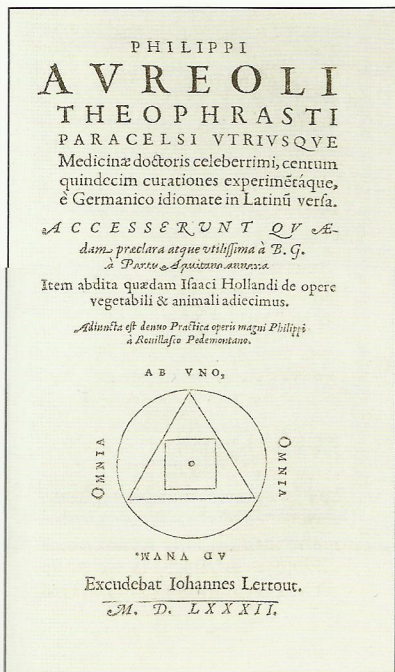 PHILIPPI
AVREOLI
THEOPHRASTI
PARACELSI VTRIVSQVE
Medicinæ doctoris celeberrimi, centum
quindecim curationes experimẽtáque,
è Germanico idiomate in Latinũ versa.
ACCESSERUNT QVÆ-
dam præclara atque vtilissima à B. G.
à Portu Aquitano annexa.
Item abdita quædam Isaaci Hollandi de opere
vegetabili & animali adiecimus.
Adiuncta est denuo Practica operis magni Philippi
à Rouillasco Pedemontano.
AB VNO,
OMNIA
OMNIA
AD VNVM.
Excudebat Iohannes Lertout.
M. D. LXXXII.